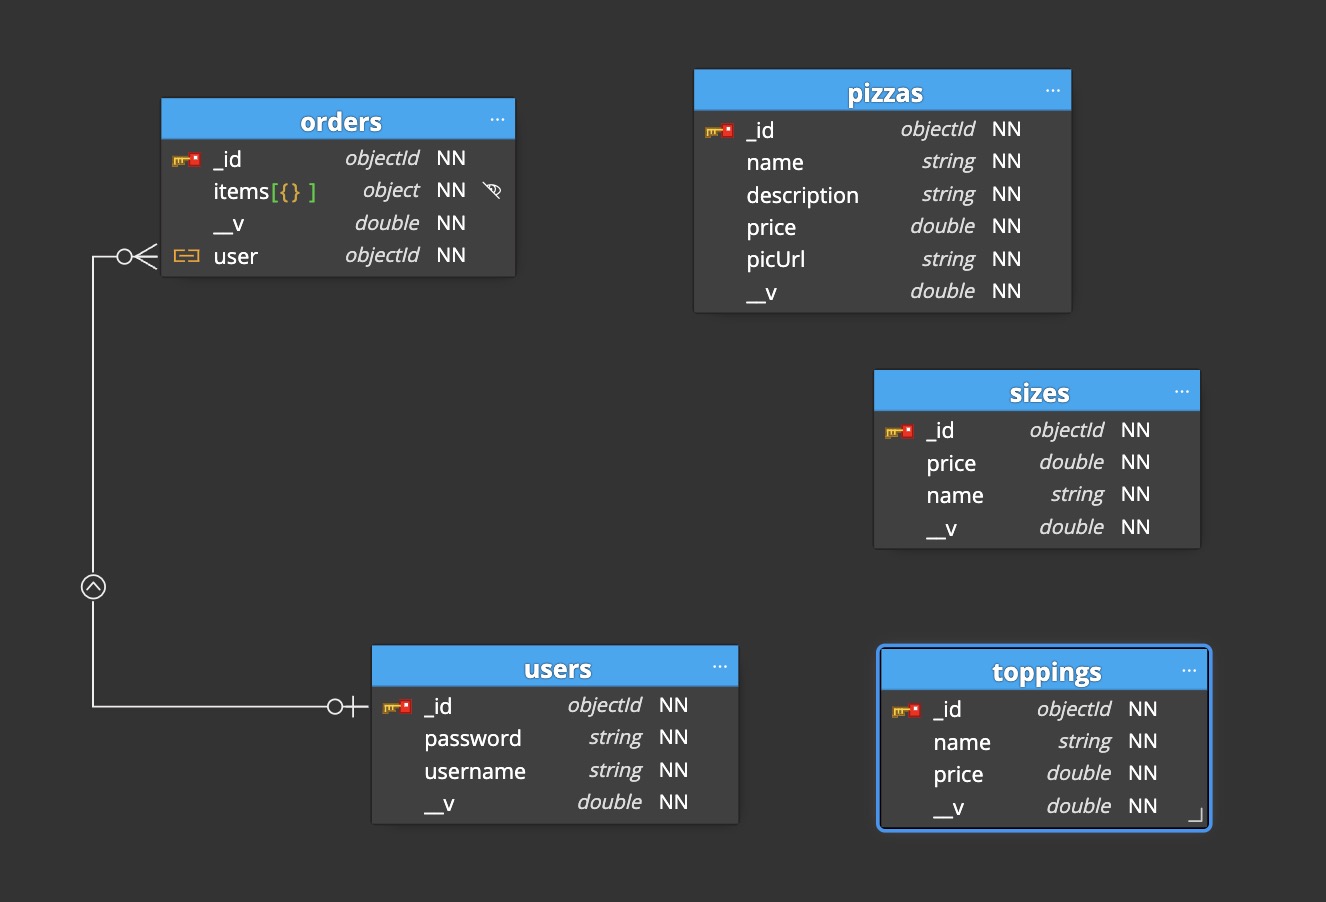 orders ...
_id objectId NN
items[{} ] object NN
__v double NN
user objectId NN
pizzas ...
_id objectId NN
name string NN
description string NN
price double NN
picUrl string NN
__v double NN
sizes ...
_id objectId NN
price double NN
name string NN
__v double NN
users ...
_id objectId NN
password string NN
username string NN
__v double NN
toppings ...
_id objectId NN
name string NN
price double NN
__v double NN